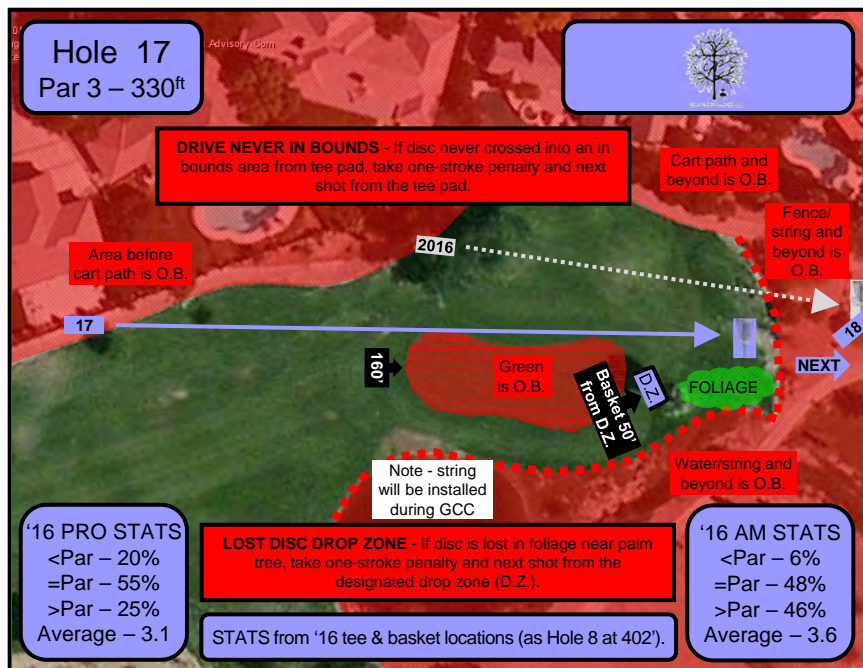 Hole 17
Par 3 – 330ft
Advisory Com
DRIVE NEVER IN BOUNDS - If disc never crossed into an in
bounds area from tee pad, take one-stroke penalty and next
shot from the tee pad.
Cart path and
beyond is O.B.
Fence/
string and
beyond is
O.B.
Area before
cart path is O.B.
2016
17
18
NEXT
160'
Green
is O.B.
Basket 50'
from D.Z.
D.Z.
FOLIAGE
Note - string
will be installed
during GCC
Water/string and
beyond is O.B.
'16 PRO STATS
<Par – 20%
=Par – 55%
>Par – 25%
Average – 3.1
LOST DISC DROP ZONE - If disc is lost in foliage near palm
tree, take one-stroke penalty and next shot from the
designated drop zone (D.Z.).
STATS from '16 tee & basket locations (as Hole 8 at 402').
'16 AM STATS
<Par – 6%
=Par – 48%
>Par – 46%
Average – 3.6